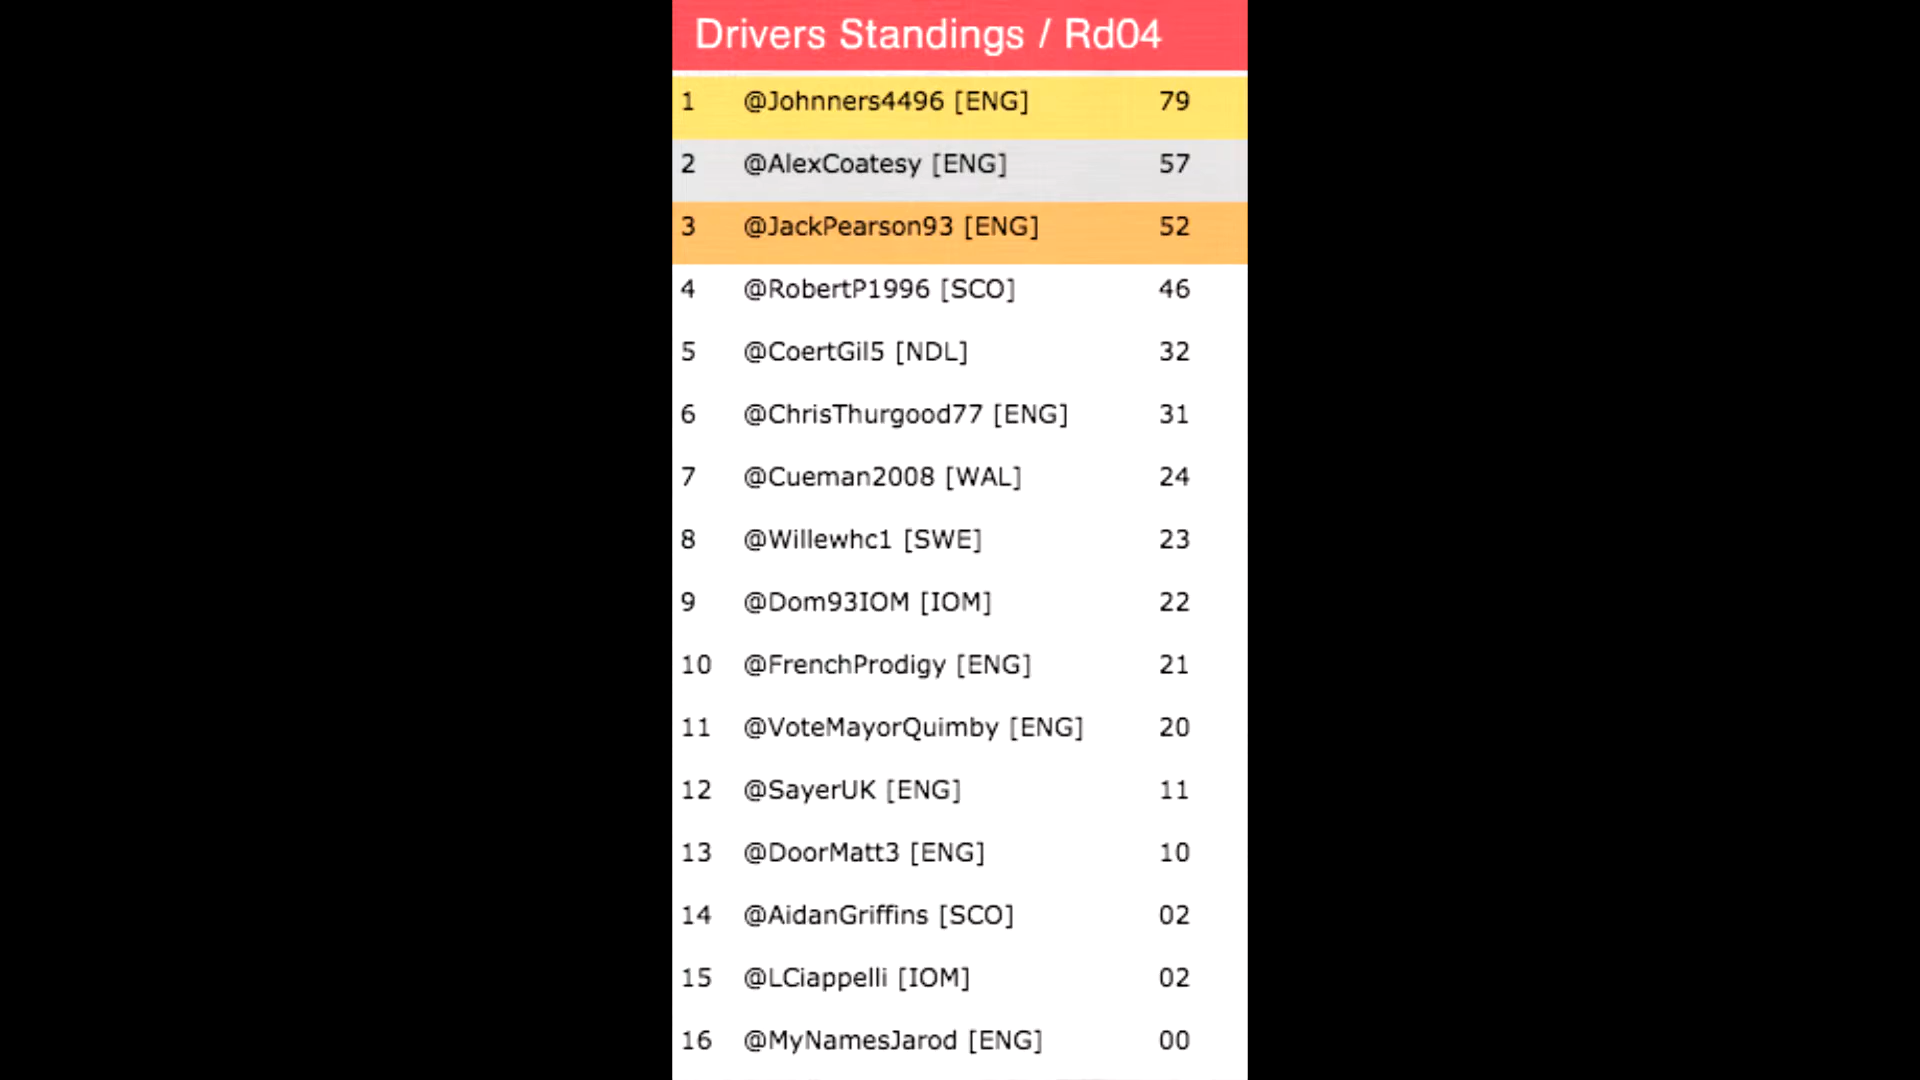 Drivers Standings / Rd04
1 @Johnners4496 [ENG] 79
2 @AlexCoatesy [ENG] 57
3 @JackPearson93 [ENG] 52
4 @RobertP1996 [SCO] 46
5 @CoertGil5 [NDL] 32
6 @ChrisThurgood77 [ENG] 31
7 @Cueman2008 [WAL] 24
8 @Willewhc1 [SWE] 23
9 @Dom93IOM [IOM] 22
10 @FrenchProdigy [ENG] 21
11 @VoteMayorQuimby [ENG] 20
12 @SayerUK [ENG] 11
13 @DoorMatt3 [ENG] 10
14 @AidanGriffins [SCO] 02
15 @LCiappelli [IOM] 02
16 @MyNamesJarod [ENG] 00